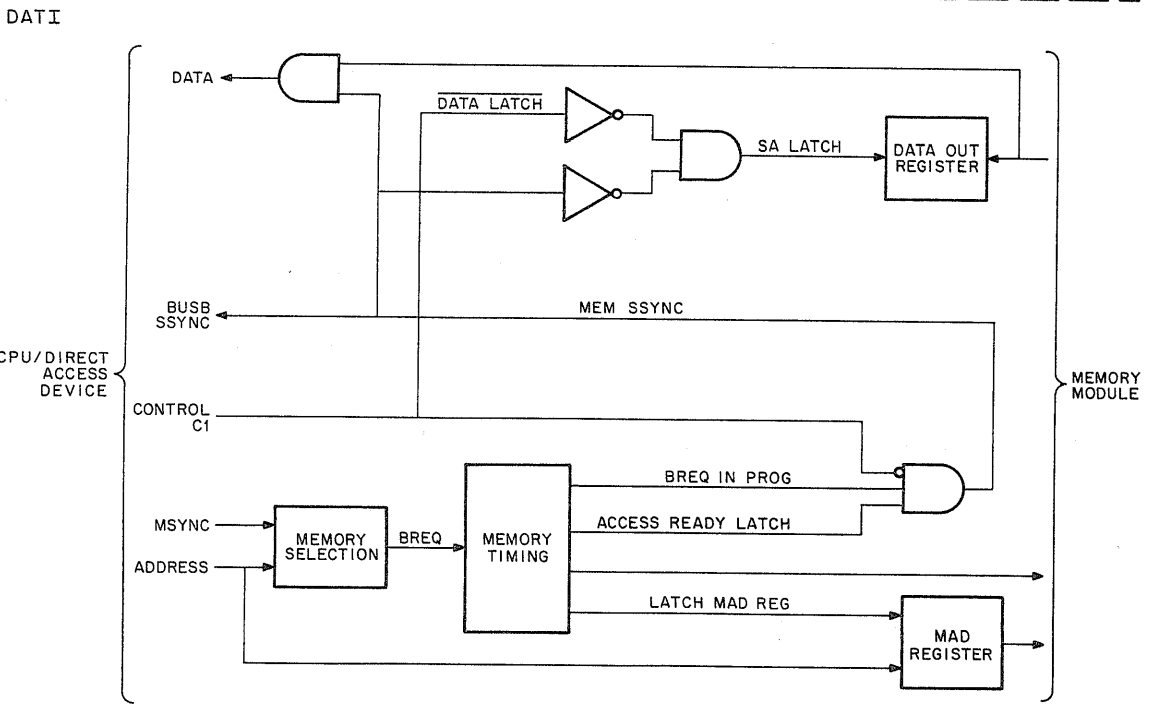 DATI
DATA
DATA LATCH
SA LATCH
DATA OUT
REGISTER
BUSB
SSYNC
MEM SSYNC
CPU/DIRECT
ACCESS
DEVICE
MEMORY
MODULE
CONTROL
C1
BREQ IN PROG
MSYNC
MEMORY
SELECTION
BREQ
MEMORY
TIMING
ACCESS READY LATCH
ADDRESS
LATCH MAD REG
MAD
REGISTER